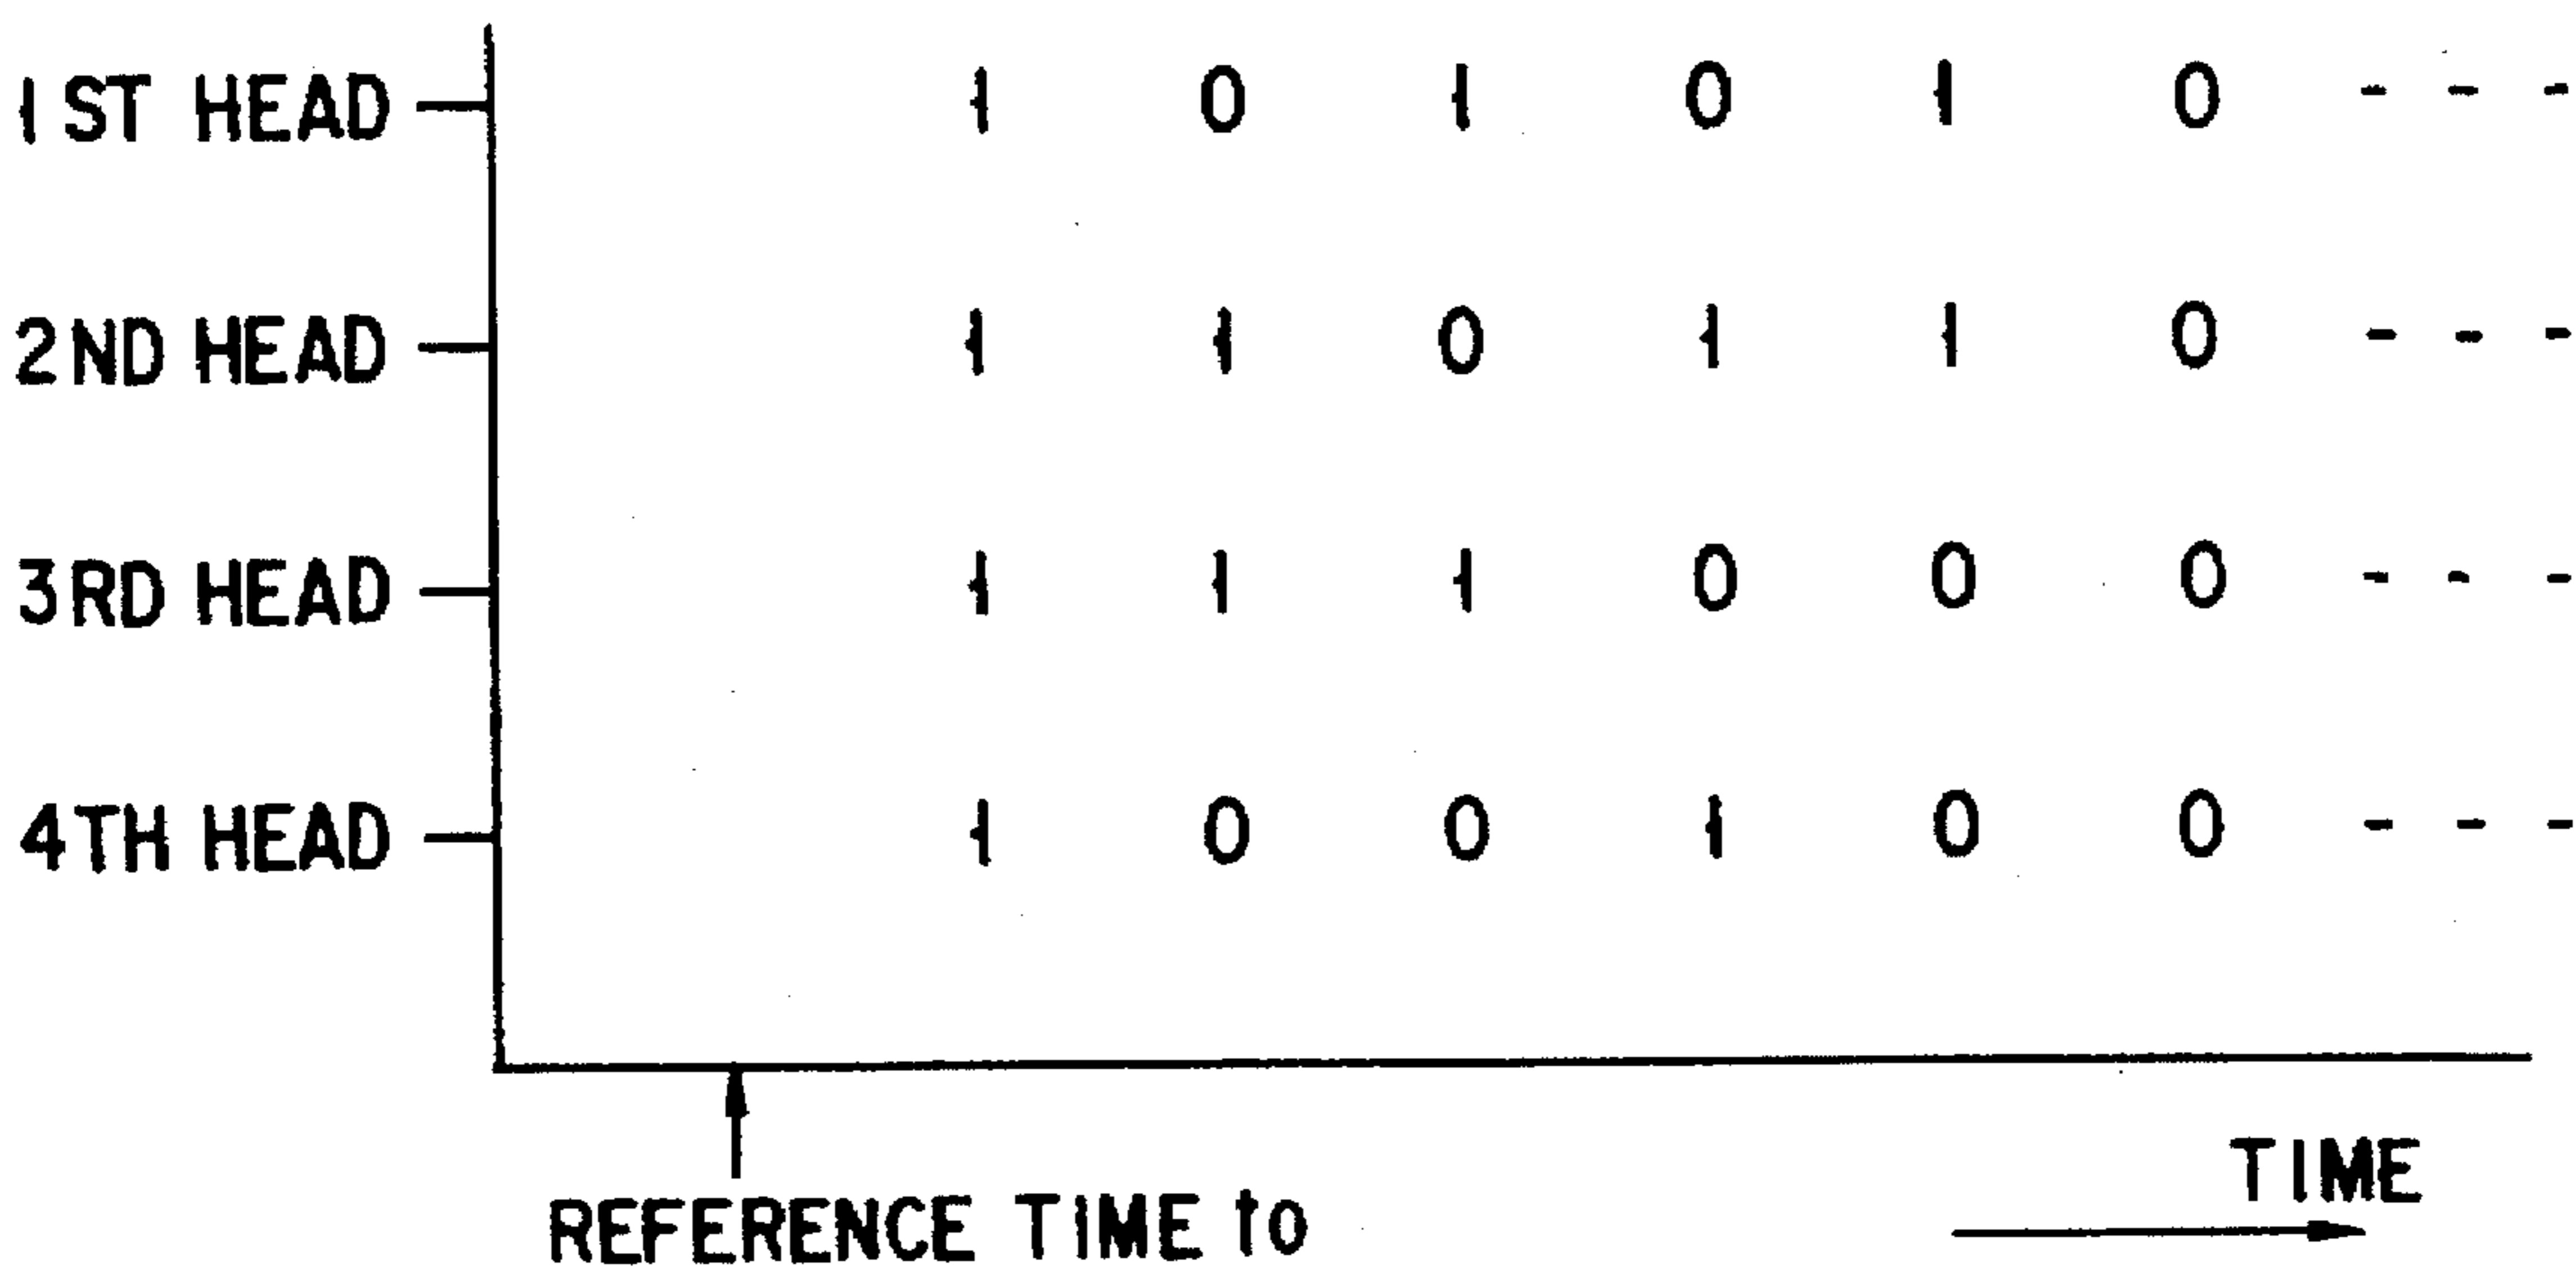 1ST HEAD 1 0 1 0 1 0 - - -
2ND HEAD 1 1 0 1 1 0 - - -
3RD HEAD 1 1 1 0 0 0 - - -
4TH HEAD 1 0 0 1 0 0 - - -
TIME
REFERENCE TIME to